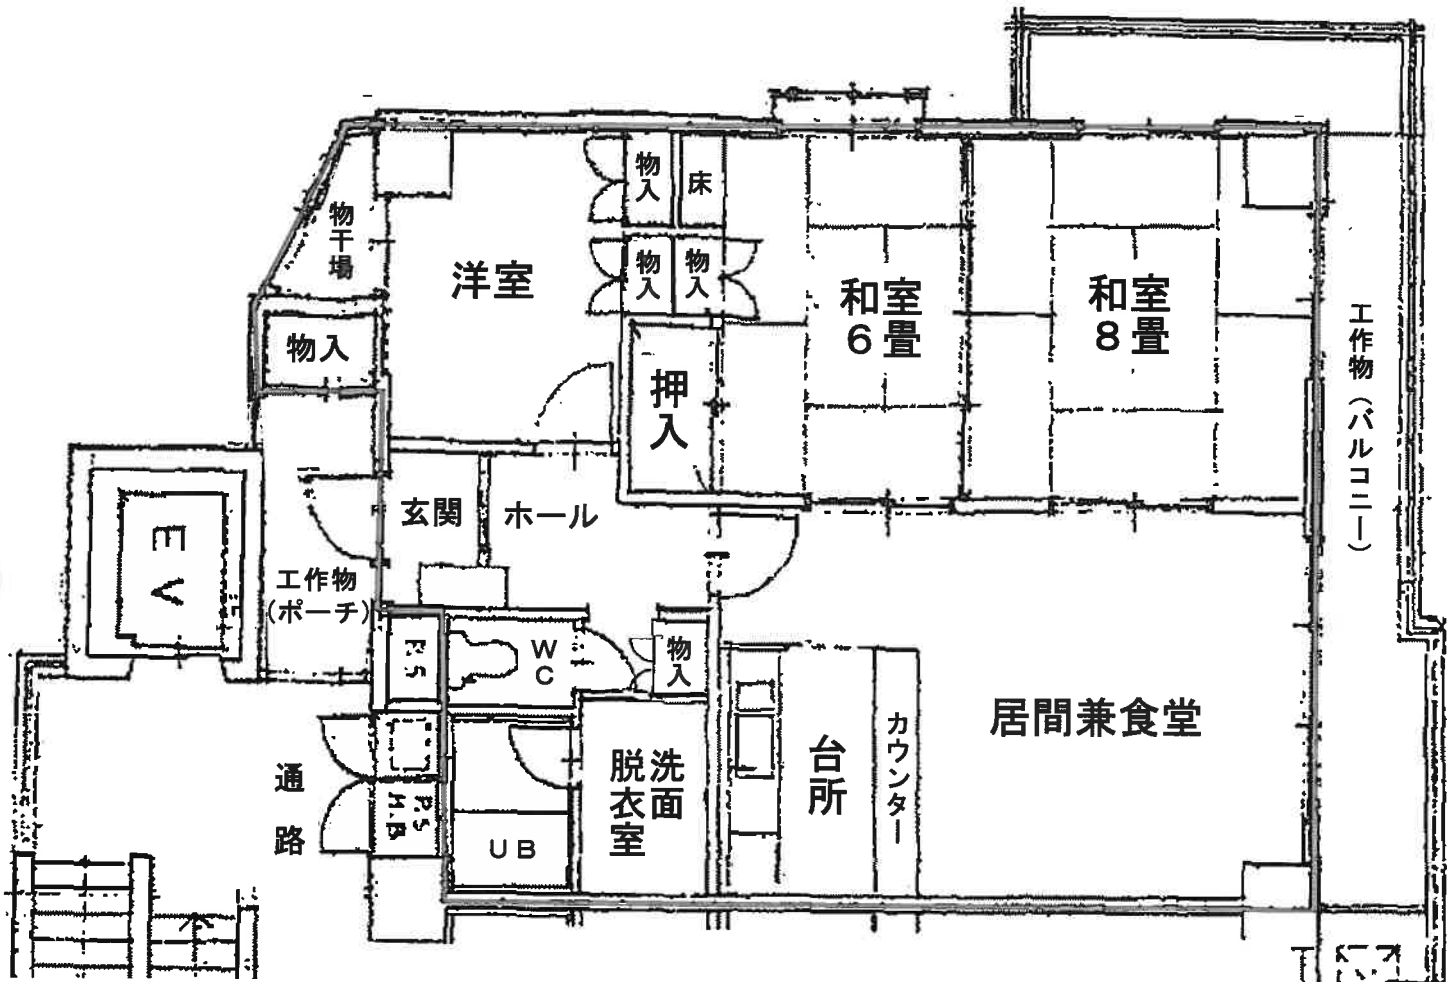 物入
床
物干場
洋室
物入
物入
和室
6畳
和室
8畳
工作物(バルコニー)
物入
押入
EV
玄関
ホール
工作物
(ポーチ)
P.S
WC
物入
居間兼食堂
カウンター
台所
洗面
脱衣室
通路
P.S
M.B
UB